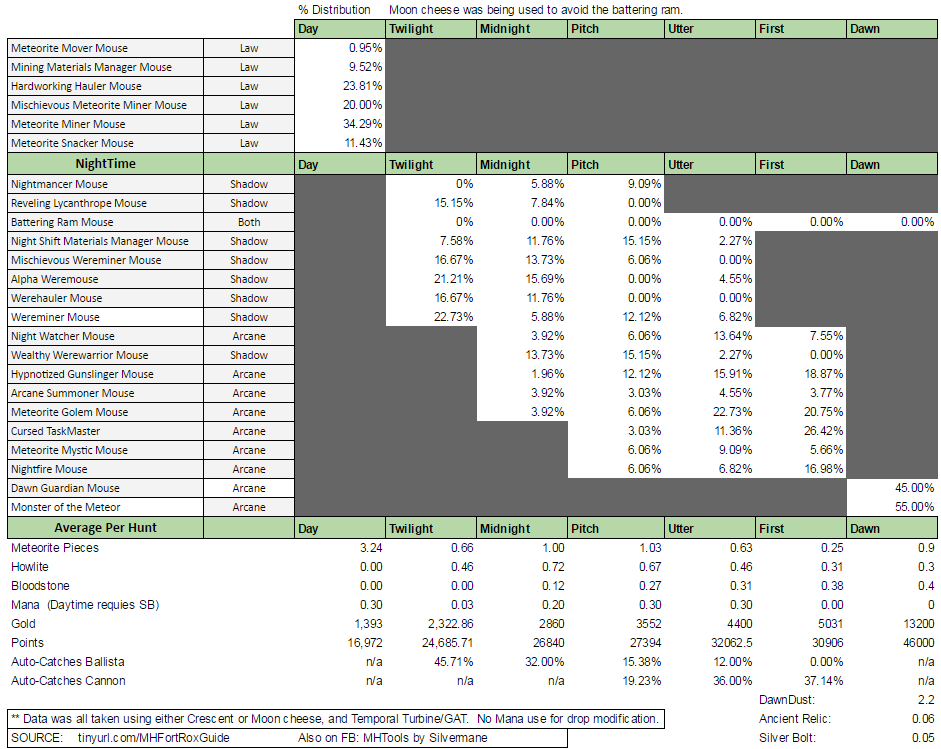 % Distribution Moon cheese was being used to avoid the battering ram.
Day Twilight Midnight Pitch Utter First Dawn
Meteorite Mover Mouse Law 0.95%
Mining Materials Manager Mouse Law 9.52%
Hardworking Hauler Mouse Law 23.81%
Mischievous Meteorite Miner Mouse Law 20.00%
Meteorite Miner Mouse Law 34.29%
Meteorite Snacker Mouse Law 11.43%
NightTime Day Twilight Midnight Pitch Utter First Dawn
Nightmancer Mouse Shadow 0% 5.88% 9.09%
Reveling Lycanthrope Mouse Shadow 15.15% 7.84% 0.00%
Battering Ram Mouse Both 0% 0.00% 0.00% 0.00% 0.00% 0.00%
Night Shift Materials Manager Mouse Shadow 7.58% 11.76% 15.15% 2.27%
Mischievous Wereminer Mouse Shadow 16.67% 13.73% 6.06% 0.00%
Alpha Weremouse Shadow 21.21% 15.69% 0.00% 4.55%
Werehauler Mouse Shadow 16.67% 11.76% 0.00% 0.00%
Wereminer Mouse Shadow 22.73% 5.88% 12.12% 6.82%
Night Watcher Mouse Arcane 3.92% 6.06% 13.64% 7.55%
Wealthy Werewarrior Mouse Shadow 13.73% 15.15% 2.27% 0.00%
Hypnotized Gunslinger Mouse Arcane 1.96% 12.12% 15.91% 18.87%
Arcane Summoner Mouse Arcane 3.92% 3.03% 4.55% 3.77%
Meteorite Golem Mouse Arcane 3.92% 6.06% 22.73% 20.75%
Cursed TaskMaster Arcane 3.03% 11.36% 26.42%
Meteorite Mystic Mouse Arcane 6.06% 9.09% 5.66%
Nightfire Mouse Arcane 6.06% 6.82% 16.98%
Dawn Guardian Mouse Arcane 45.00%
Monster of the Meteor Arcane 55.00%
Average Per Hunt Day Twilight Midnight Pitch Utter First Dawn
Meteorite Pieces 3.24 0.66 1.00 1.03 0.63 0.25 0.9
Howlite 0.00 0.46 0.72 0.67 0.46 0.31 0.3
Bloodstone 0.00 0.00 0.12 0.27 0.31 0.38 0.4
Mana (Daytime requies SB) 0.30 0.03 0.20 0.30 0.30 0.00 0
Gold 1,393 2,322.86 2860 3552 4400 5031 13200
Points 16,972 24,685.71 26840 27394 32062.5 30906 46000
Auto-Catches Ballista n/a 45.71% 32.00% 15.38% 12.00% 0.00% n/a
Auto-Catches Cannon n/a n/a n/a 19.23% 36.00% 37.14% n/a
DawnDust: 2.2
** Data was all taken using either Crescent or Moon cheese, and Temporal Turbine/GAT. No Mana use for drop modification. Ancient Relic: 0.06
SOURCE: tinyurl.com/MHFortRoxGuide Also on FB: MHTools by Silvermane Silver Bolt: 0.05